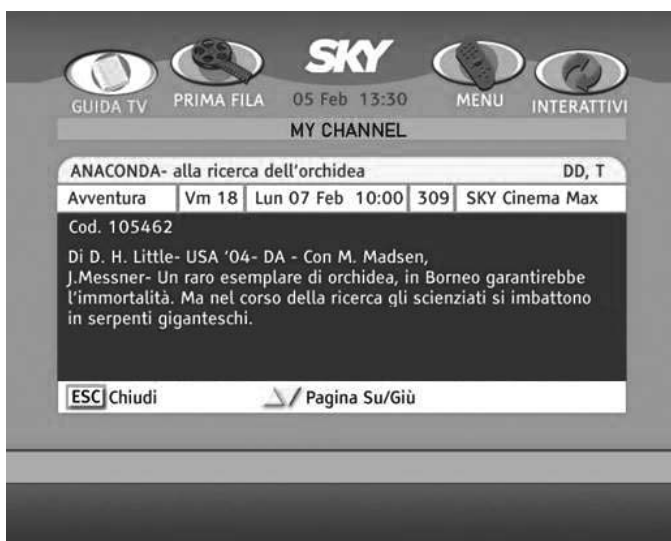 SKY
GUIDA TV PRIMA FILA 05 Feb 13:30 MENU INTERATTIVI
MY CHANNEL
ANACONDA- alla ricerca dell'orchidea DD, T
Avventura Vm 18 Lun 07 Feb 10:00 309 SKY Cinema Max
Cod. 105462
Di D. H. Little- USA '04- DA - Con M. Madsen,
J.Messner- Un raro esemplare di orchidea, in Borneo garantirebbe
l'immortalità. Ma nel corso della ricerca gli scienziati si imbattono
in serpenti giganteschi.
ESC Chiudi Pagina Su/Giù